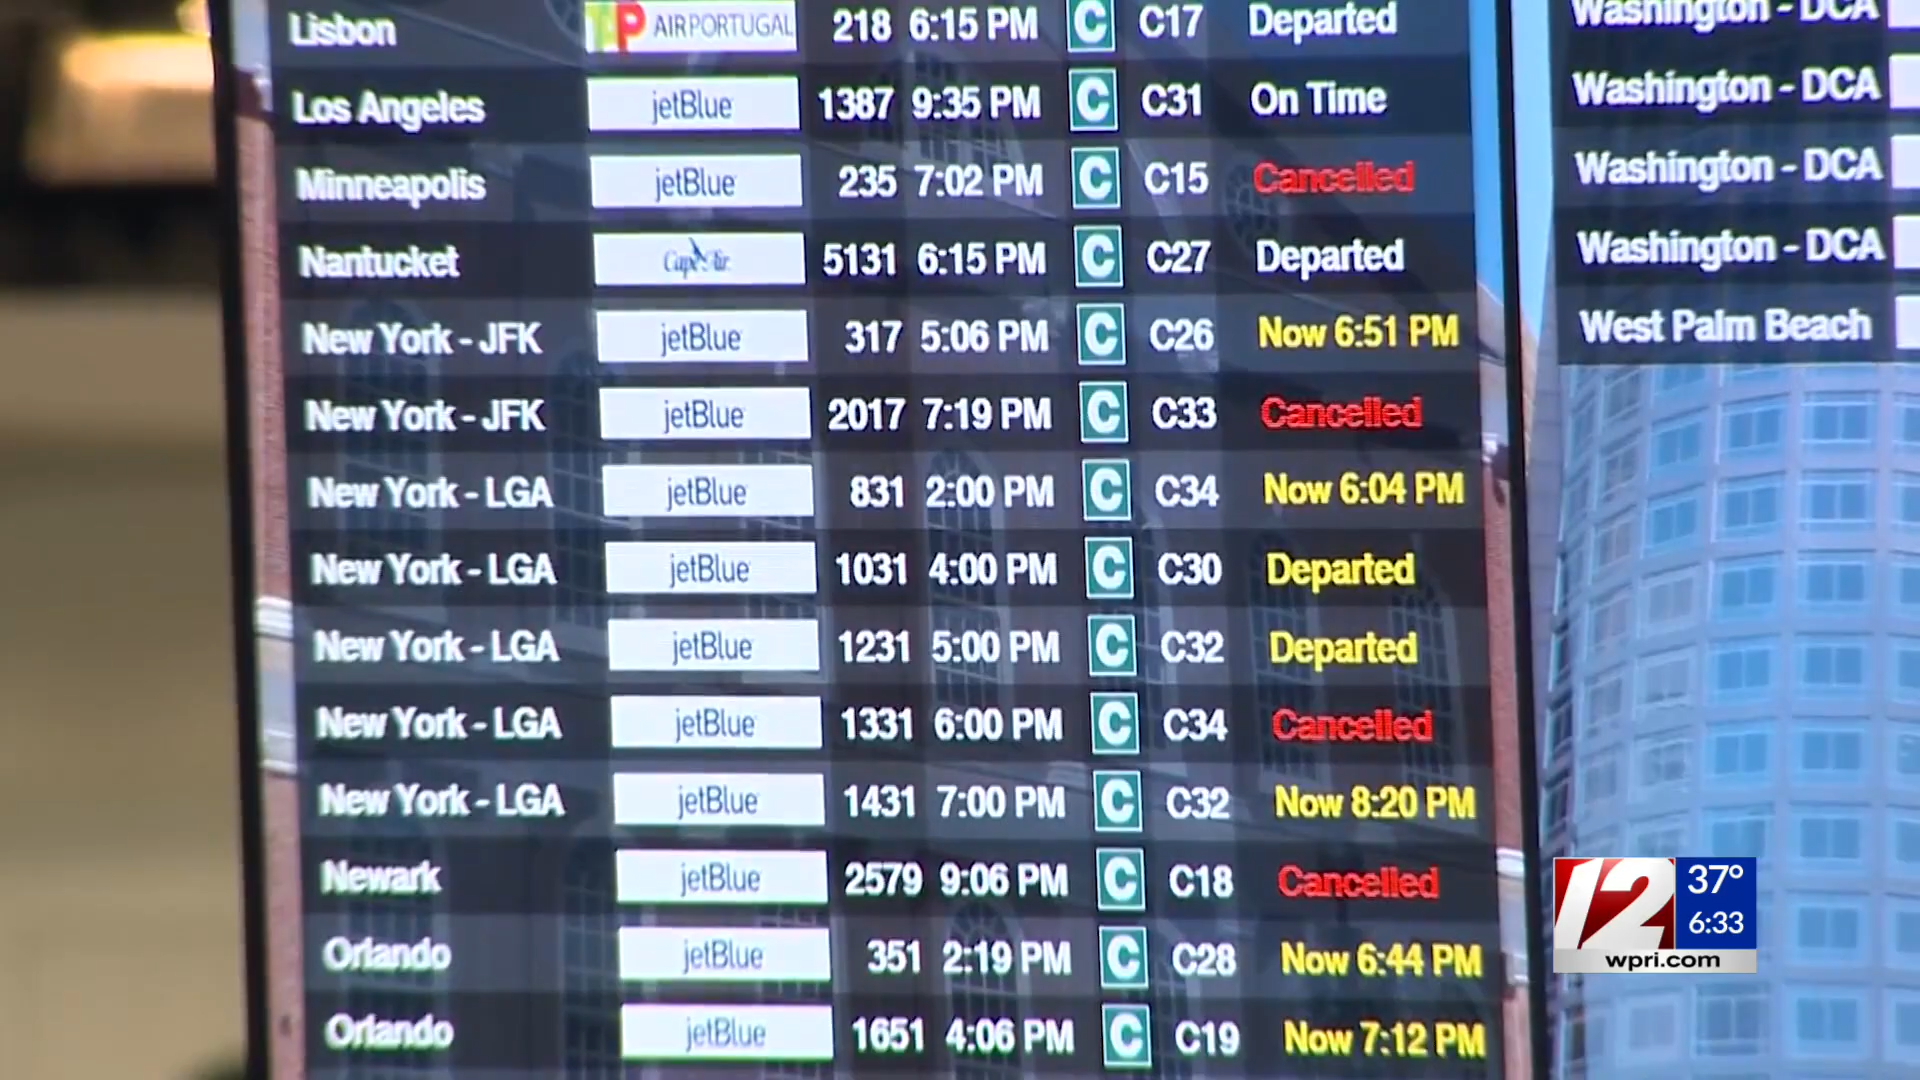 Lisbon TAP AIRPORTUGAL 218 6:15 PM C C17 Departed
Los Angeles jetBlue 1387 9:35 PM C C31 On Time
Minneapolis jetBlue 235 7:02 PM C C15 Cancelled
Nantucket Cape Air 5131 6:15 PM C C27 Departed
New York - JFK jetBlue 317 5:06 PM C C26 Now 6:51 PM
New York - JFK jetBlue 2017 7:19 PM C C33 Cancelled
New York - LGA jetBlue 831 2:00 PM C C34 Now 6:04 PM
New York - LGA jetBlue 1031 4:00 PM C C30 Departed
New York - LGA jetBlue 1231 5:00 PM C C32 Departed
New York - LGA jetBlue 1331 6:00 PM C C34 Cancelled
New York - LGA jetBlue 1431 7:00 PM C C32 Now 8:20 PM
Newark jetBlue 2579 9:06 PM C C18 Cancelled
Orlando jetBlue 351 2:19 PM C C28 Now 6:44 PM
Orlando jetBlue 1651 4:06 PM C C19 Now 7:12 PM
Washington - DCA
Washington - DCA
Washington - DCA
Washington - DCA
West Palm Beach
12 37°
6:33
wpri.com